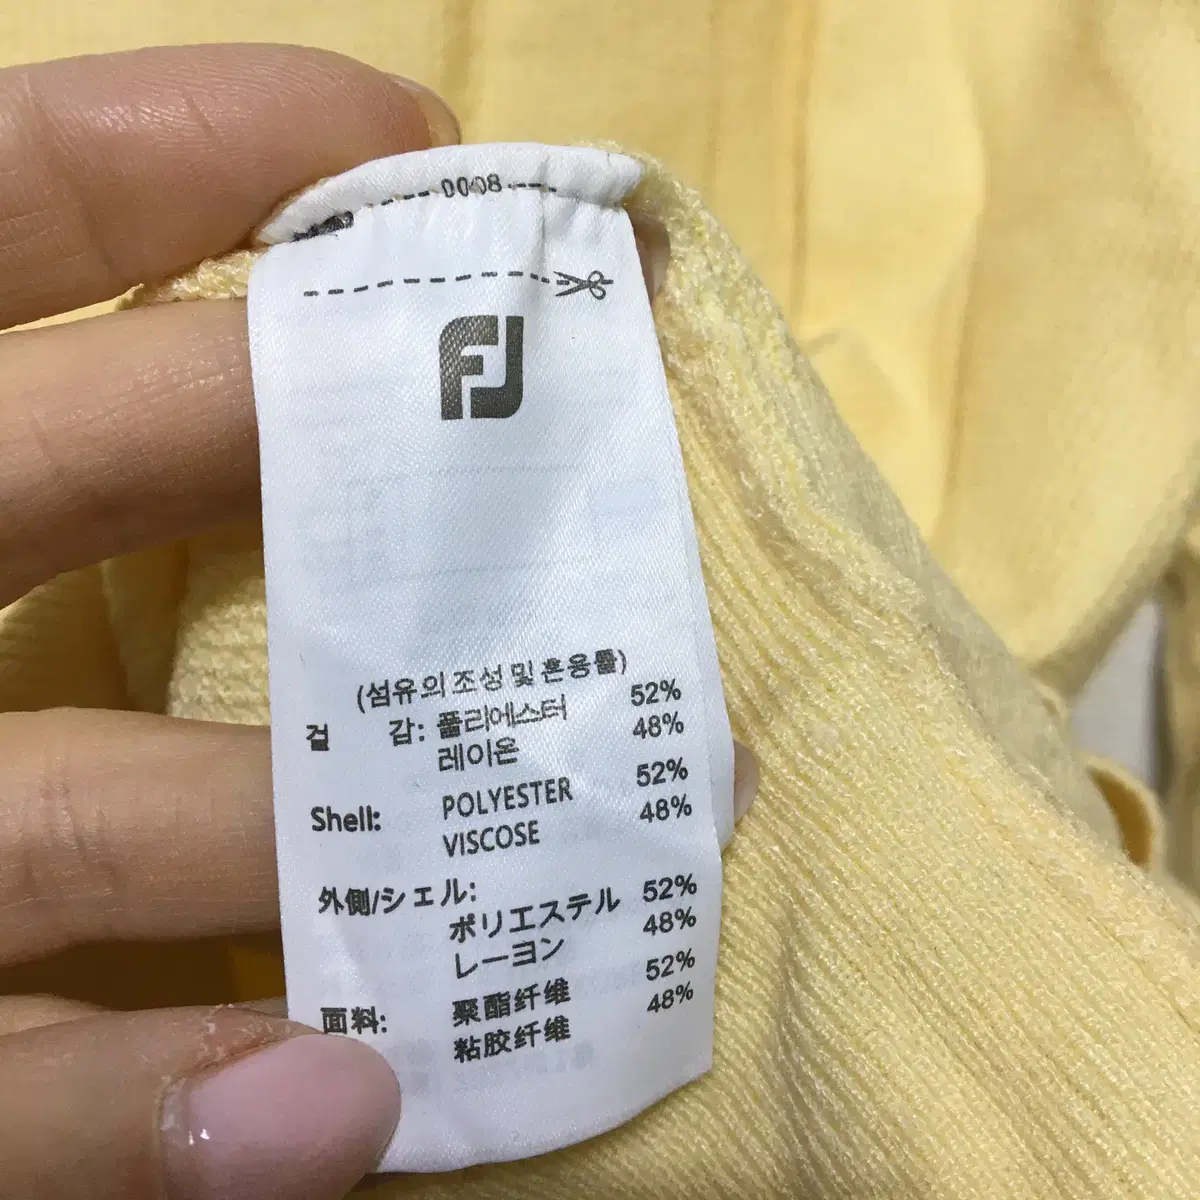 0008
FJ
(섬유의 조성 및 혼용률)
겉 감: 폴리에스터 52%
레이온 48%
Shell: POLYESTER 52%
VISCOSE 48%
外側/シェル:
ポリエステル 52%
レーヨン 48%
面料: 聚酯纤维 52%
粘胶纤维 48%